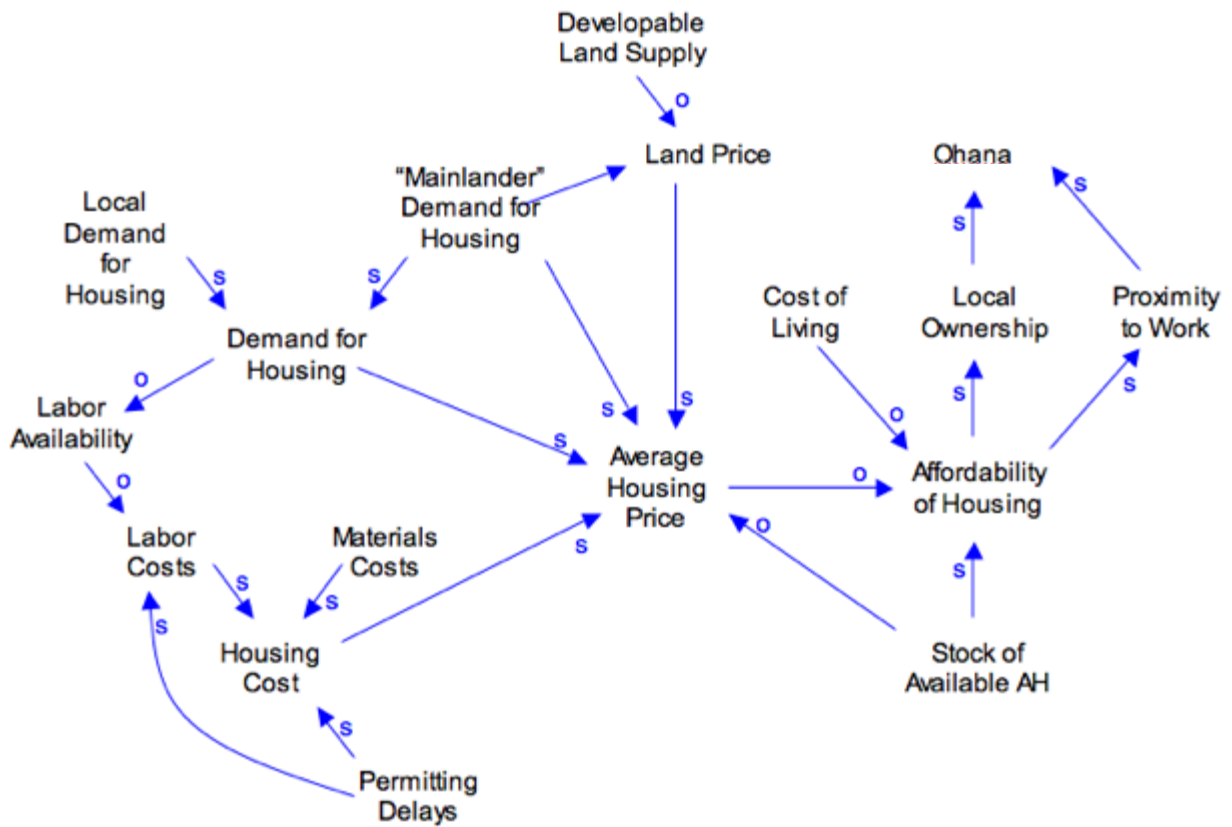 Developable
Land Supply
o
Land Price
Ohana
"Mainlander"
Demand for
Housing
s
s
Local
Demand
for
Housing
s
s
s
Cost of
Living
Local
Ownership
Proximity
to Work
Demand for
Housing
o
s
s
s
s
o
s
Labor
Availability
s
Average
Housing
Price
o
Affordability
of Housing
o
o
Labor
Costs
Materials
Costs
s
s
s
s
s
Housing
Cost
Stock of
Available AH
s
Permitting
Delays